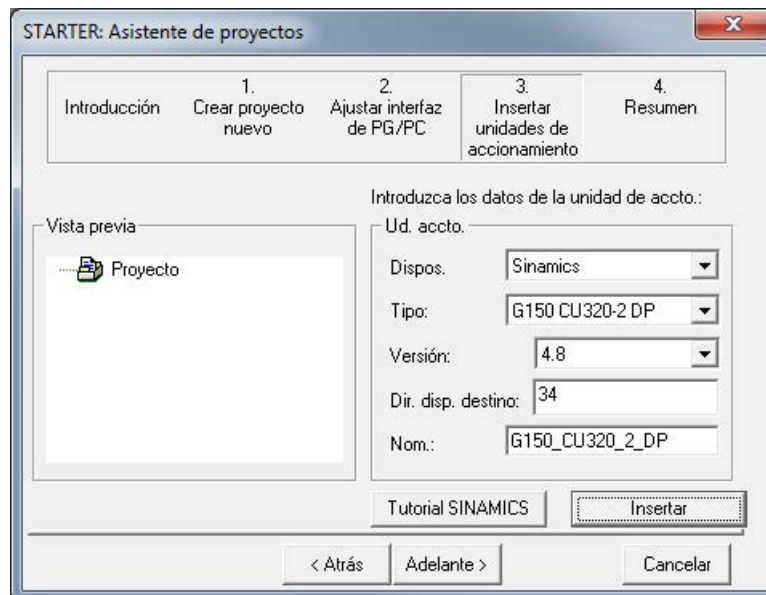 STARTER: Asistente de proyectos
x
Introducción
1.
Crear proyecto
nuevo
2.
Ajustar interfaz
de PG/PC
3.
Insertar
unidades de
accionamiento
4.
Resumen
Introduzca los datos de la unidad de accto.:
Vista previa
Proyecto
Ud. accto.
Dispos.
Sinamics
Tipo:
G150 CU320-2 DP
Versión:
4.8
Dir. disp. destino:
34
Nom.:
G150_CU320_2_DP
Tutorial SINAMICS
Insertar
< Atrás
Adelante >
Cancelar